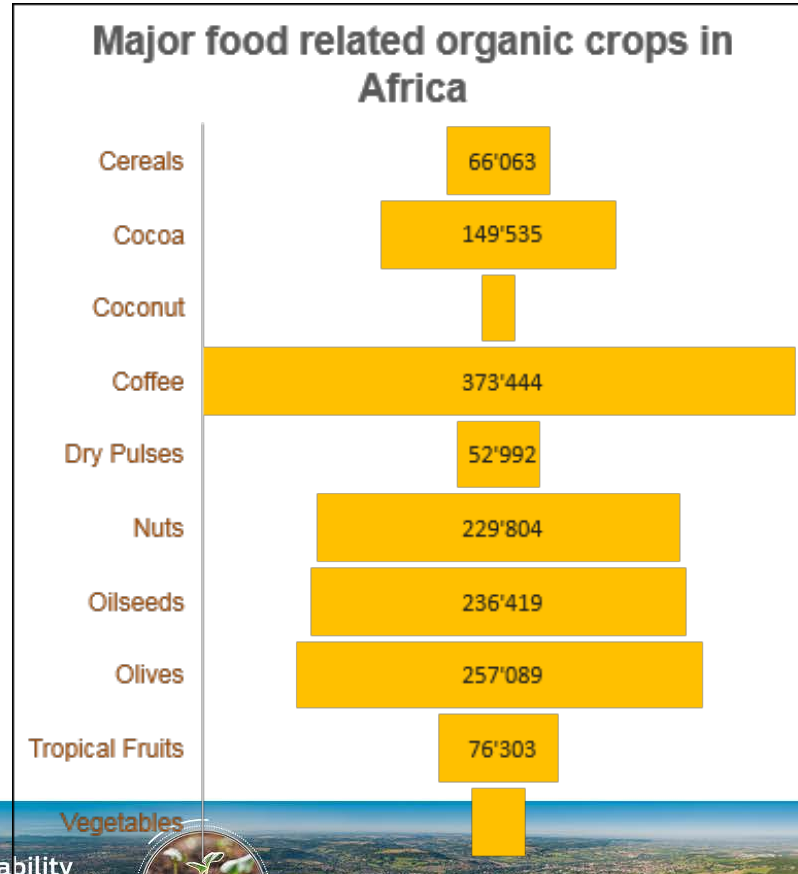 Major food related organic crops in
Africa
Cereals 66'063
Cocoa 149'535
Coconut
Coffee 373'444
Dry Pulses 52'992
Nuts 229'804
Oilseeds 236'419
Olives 257'089
Tropical Fruits 76'303
Vegetables
ability